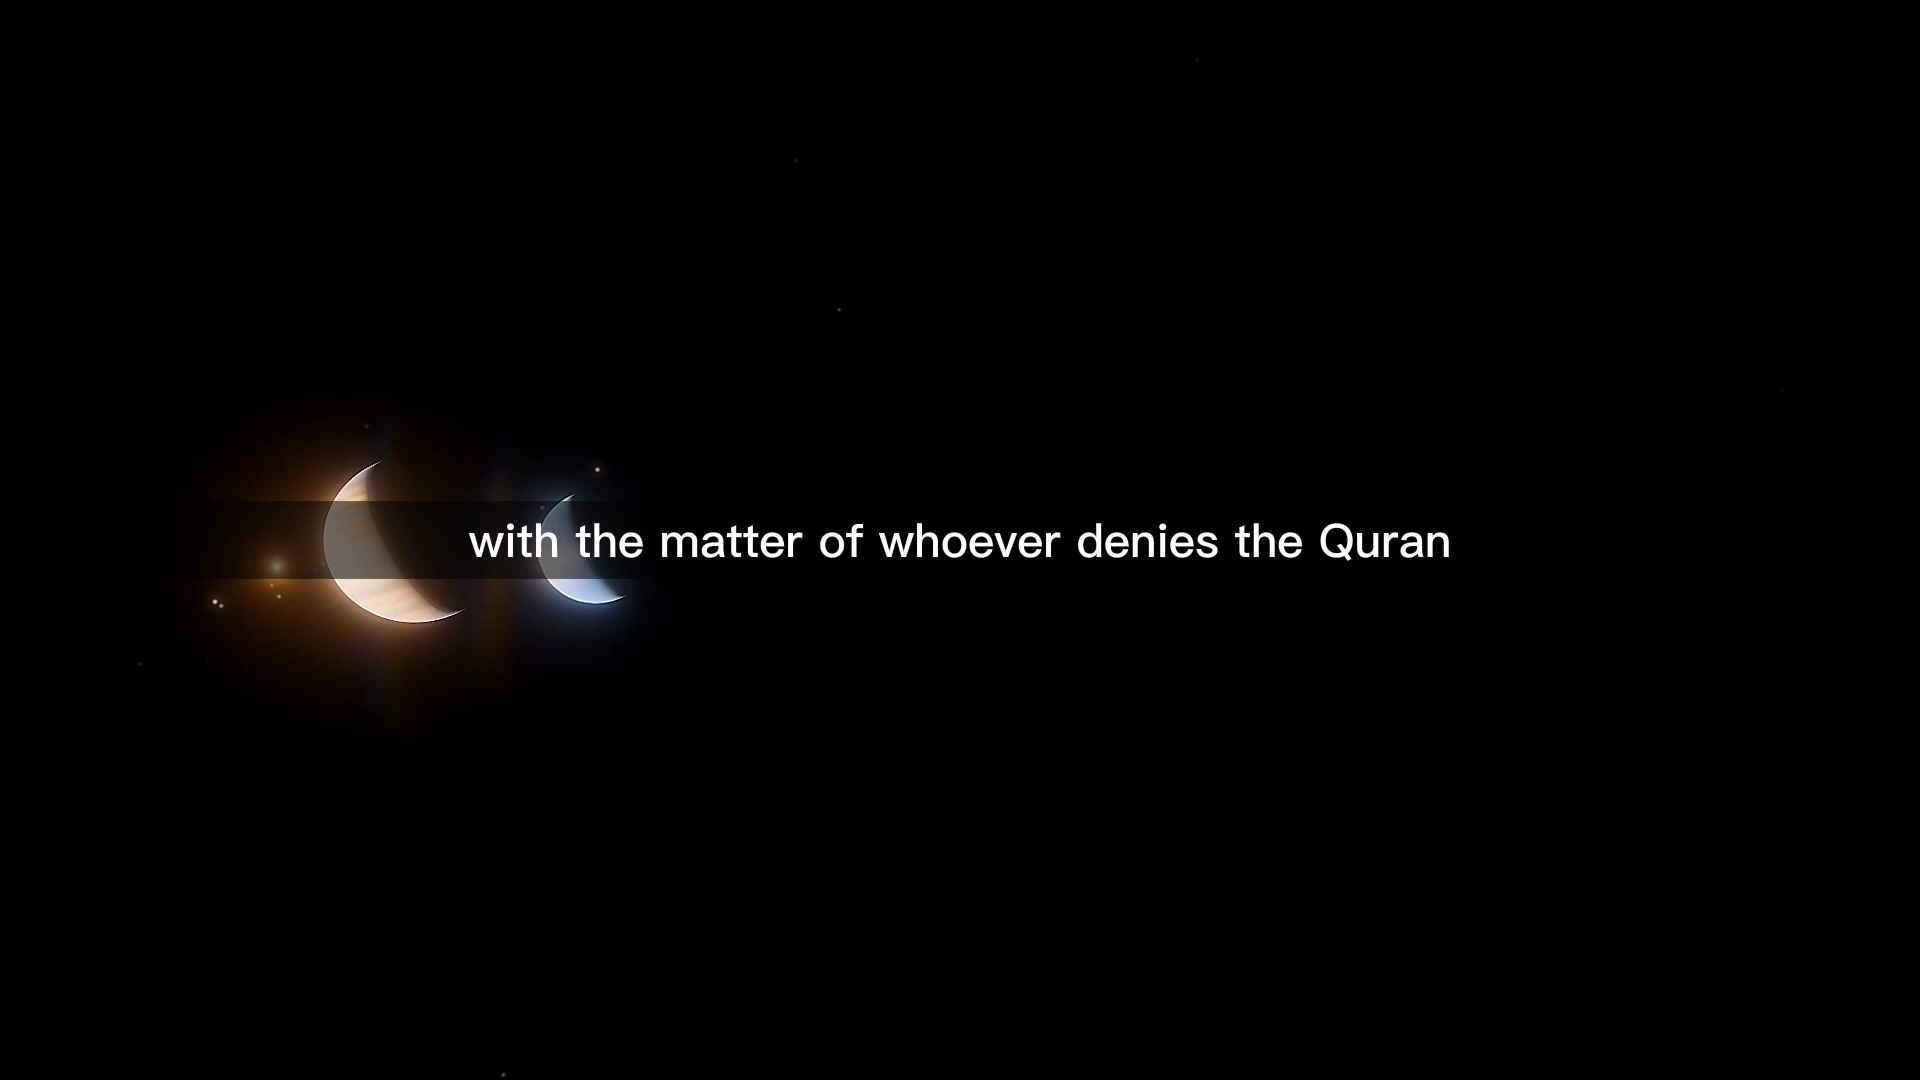 with the matter of whoever denies the Quran